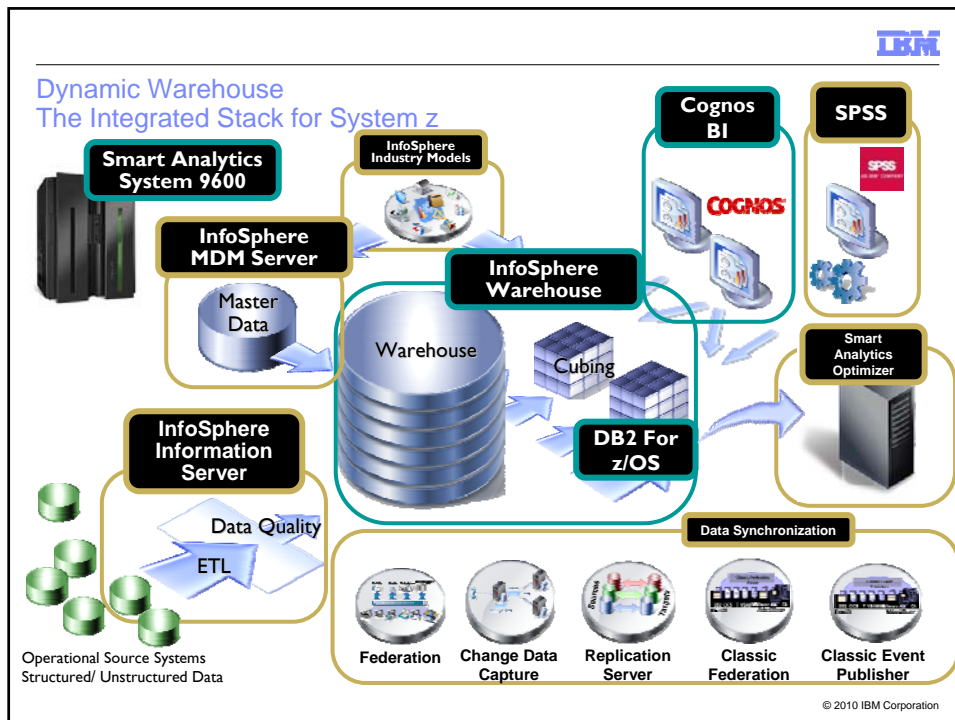 IBM
Dynamic Warehouse
The Integrated Stack for System z
Smart Analytics
System 9600
InfoSphere
Industry Models
Cognos
BI
COGNOS
SPSS
SPSS
InfoSphere
MDM Server
Master
Data
InfoSphere
Warehouse
Warehouse
Cubing
DB2 For
z/OS
Smart
Analytics
Optimizer
InfoSphere
Information
Server
Data Quality
ETL
Operational Source Systems
Structured/ Unstructured Data
Data Synchronization
Sources
Federation
Change Data
Capture
Replication
Server
Classic
Federation
Classic Event
Publisher
© 2010 IBM Corporation